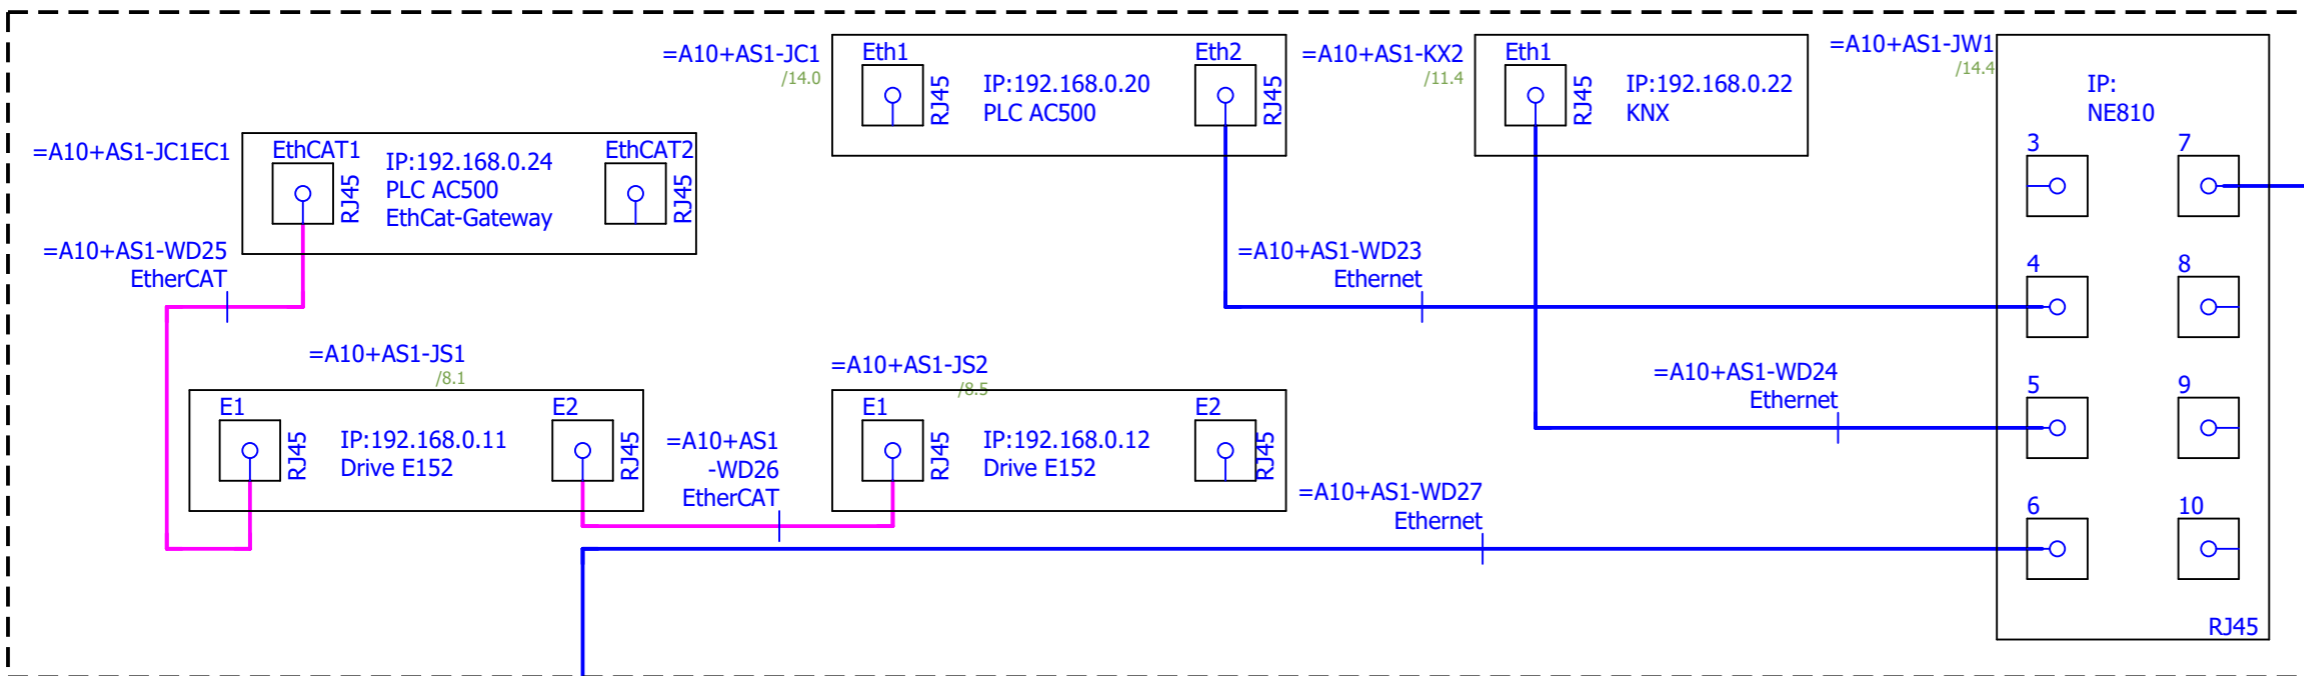 =A10+AS1-JC1
/14.0
Eth1
RJ45
IP:192.168.0.20
PLC AC500
Eth2
RJ45
=A10+AS1-KX2
/11.4
Eth1
RJ45
IP:192.168.0.22
KNX
=A10+AS1-JW1
/14.4
IP:
NE810
3
7
4
8
5
9
6
10
RJ45
=A10+AS1-JC1EC1
EthCAT1
RJ45
IP:192.168.0.24
PLC AC500
EthCat-Gateway
EthCAT2
RJ45
=A10+AS1-WD25
EtherCAT
=A10+AS1-WD23
Ethernet
=A10+AS1-JS1
/8.1
E1
RJ45
IP:192.168.0.11
Drive E152
E2
RJ45
=A10+AS1
-WD26
EtherCAT
=A10+AS1-JS2
/8.5
E1
RJ45
IP:192.168.0.12
Drive E152
E2
RJ45
=A10+AS1-WD24
Ethernet
=A10+AS1-WD27
Ethernet